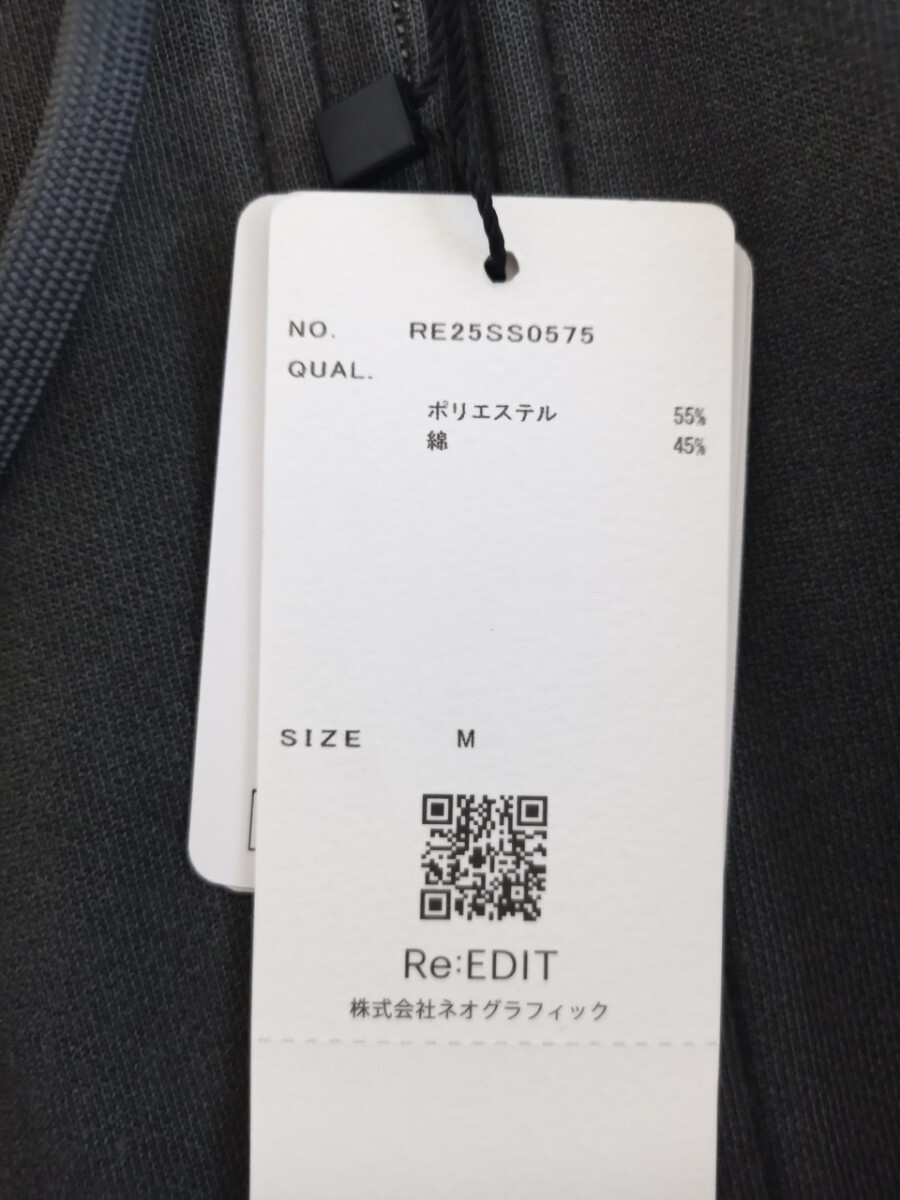 NO. RE25SS0575
QUAL.
ポリエステル 55%
綿 45%
SIZE M
Re:EDIT
株式会社ネオグラフィック